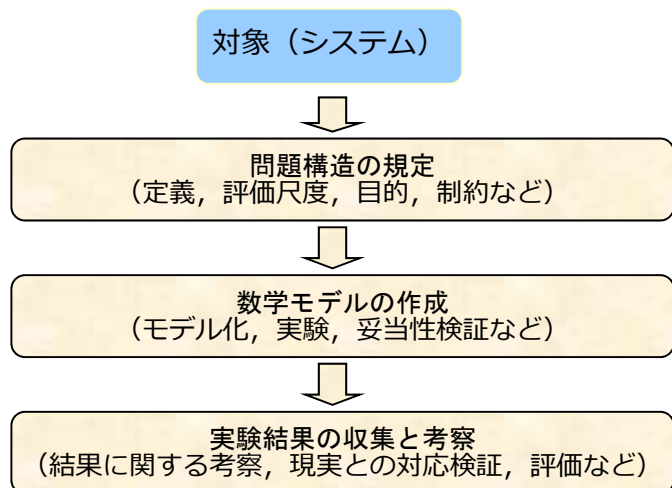 対象（システム）
問題構造の規定
（定義，評価尺度，目的，制約など）
数学モデルの作成
（モデル化，実験，妥当性検証など）
実験結果の収集と考察
（結果に関する考察，現実との対応検証，評価など）